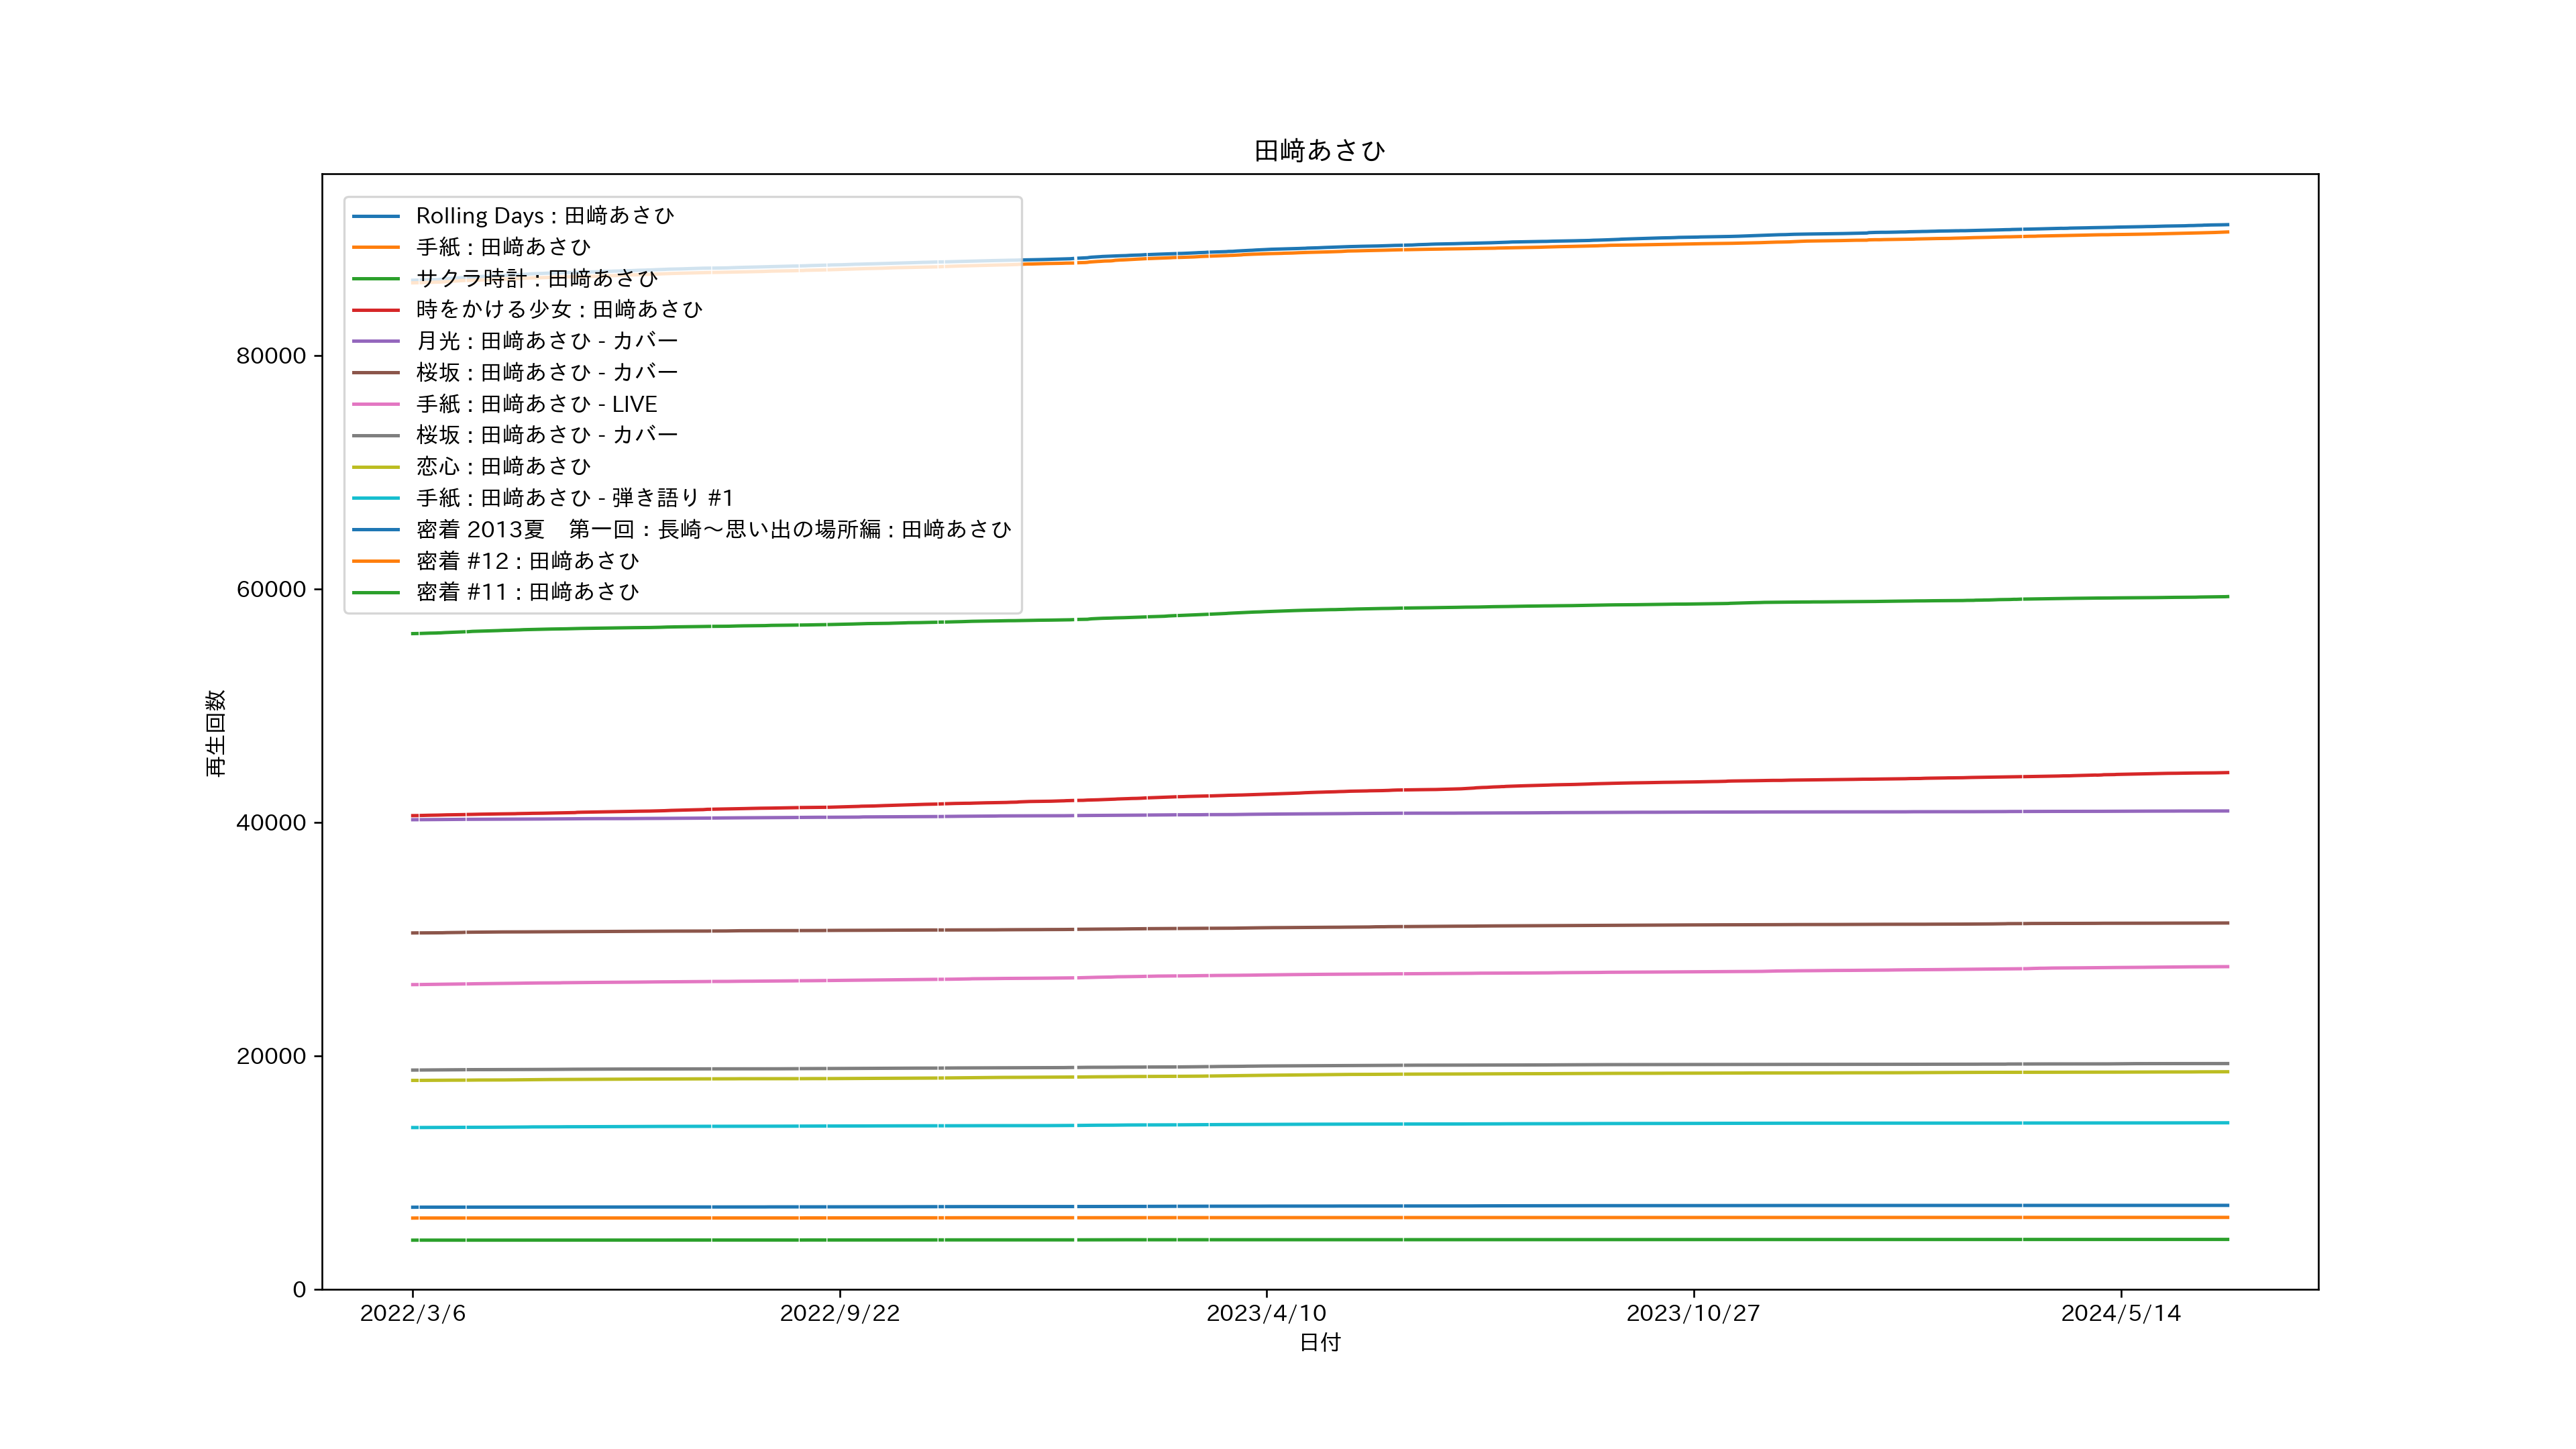 田﨑あさひ
Rolling Days : 田﨑あさひ
手紙 : 田﨑あさひ
サクラ時計 : 田﨑あさひ
時をかける少女 : 田﨑あさひ
月光 : 田﨑あさひ - カバー
桜坂 : 田﨑あさひ - カバー
手紙 : 田﨑あさひ - LIVE
桜坂 : 田﨑あさひ - カバー
恋心 : 田﨑あさひ
手紙 : 田﨑あさひ - 弾き語り #1
密着 2013夏　第一回：長崎～思い出の場所編 : 田﨑あさひ
密着 #12 : 田﨑あさひ
密着 #11 : 田﨑あさひ
80000
60000
40000
20000
0
再生回数
2022/3/6
2022/9/22
2023/4/10
2023/10/27
2024/5/14
日付